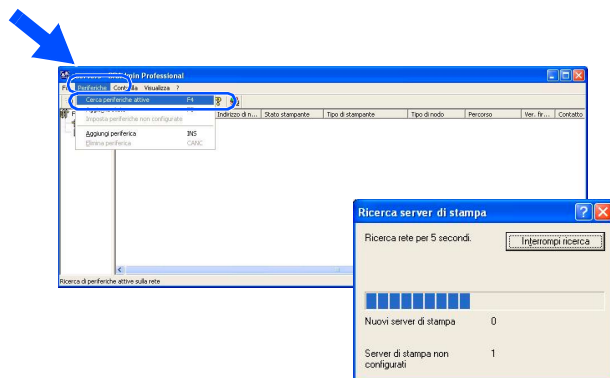 Admin Professional
Periferiche Controlla Visualizza ?
Cerca periferiche attive F4
Imposta periferiche non configurate
Aggiungi periferica INS
Elimina periferica CANC
Indirizzo di n... Stato stampante Tipo di stampante Tipo di nodo Percorso Ver. fir... Contatto
Ricerca di periferiche attive sulla rete
Ricerca server di stampa
Ricerca rete per 5 secondi. Interrompi ricerca
Nuovi server di stampa 0
Server di stampa non 1
configurati